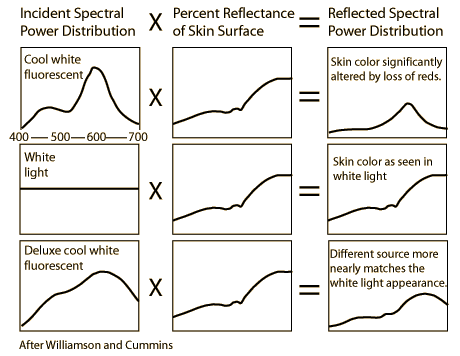 Incident Spectral
Power Distribution
X
Percent Reflectance
of Skin Surface
=
Reflected Spectral
Power Distribution
Cool white
fluorescent
400 500 600 700
X
=
Skin color significantly
altered by loss of reds.
White
light
X
=
Skin color as seen in
white light
Deluxe cool white
fluorescent
X
=
Different source more
nearly matches the
white light appearance.
After Williamson and Cummins